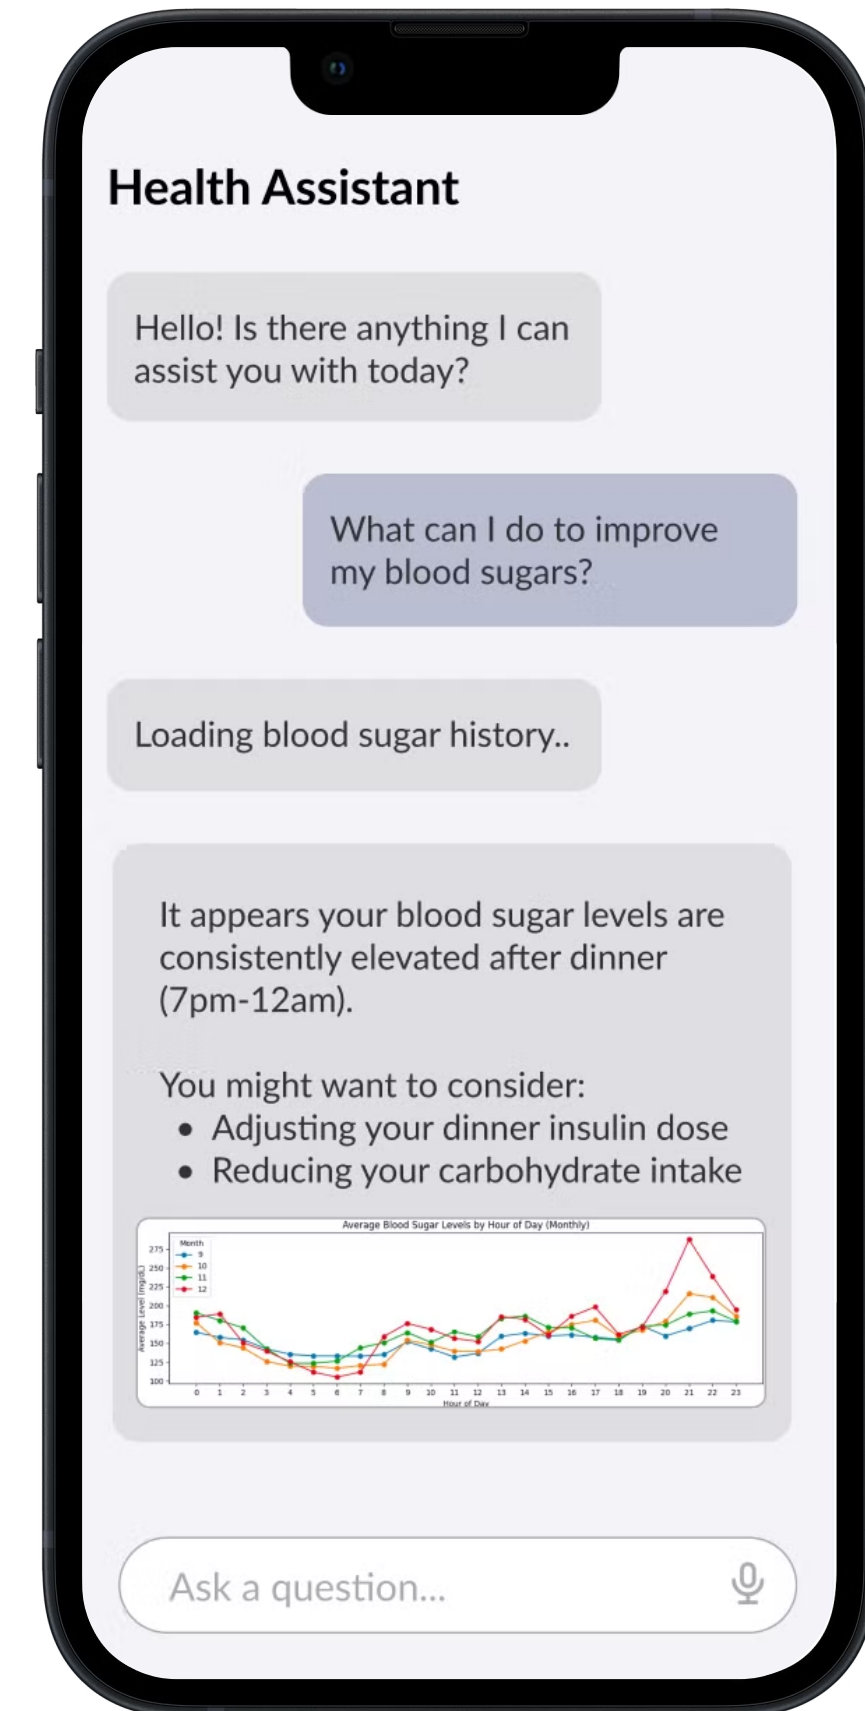 Health Assistant
Hello! Is there anything I can
assist you with today?
What can I do to improve
my blood sugars?
Loading blood sugar history..
It appears your blood sugar levels are
consistently elevated after dinner
(7pm-12am).
You might want to consider:
• Adjusting your dinner insulin dose
• Reducing your carbohydrate intake
Average Blood Sugar Levels by Hour of Day (Monthly)
Month
9
10
11
12
Average Level (mg/dL)
275
250
225
200
175
150
125
100
0 1 2 3 4 5 6 7 8 9 10 11 12 13 14 15 16 17 18 19 20 21 22 23
Hour of Day
Ask a question...